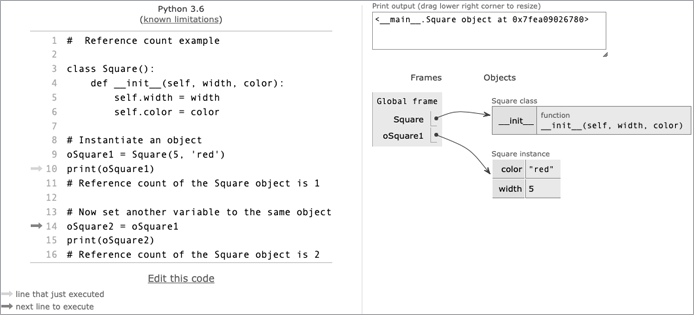 Python 3.6
(known limitations)
1 #  Reference count example
2
3 class Square():
4     def __init__(self, width, color):
5         self.width = width
6         self.color = color
7
8 # Instantiate an object
9 oSquare1 = Square(5, 'red')
10 print(oSquare1)
11 # Reference count of the Square object is 1
12
13 # Now set another variable to the same object
14 oSquare2 = oSquare1
15 print(oSquare2)
16 # Reference count of the Square object is 2
Edit this code
line that just executed
next line to execute
Print output (drag lower right corner to resize)
<__main__.Square object at 0x7fea09026780>
Frames
Objects
Global frame
Square
oSquare1
Square class
__init__
function
__init__(self, width, color)
Square instance
color "red"
width 5